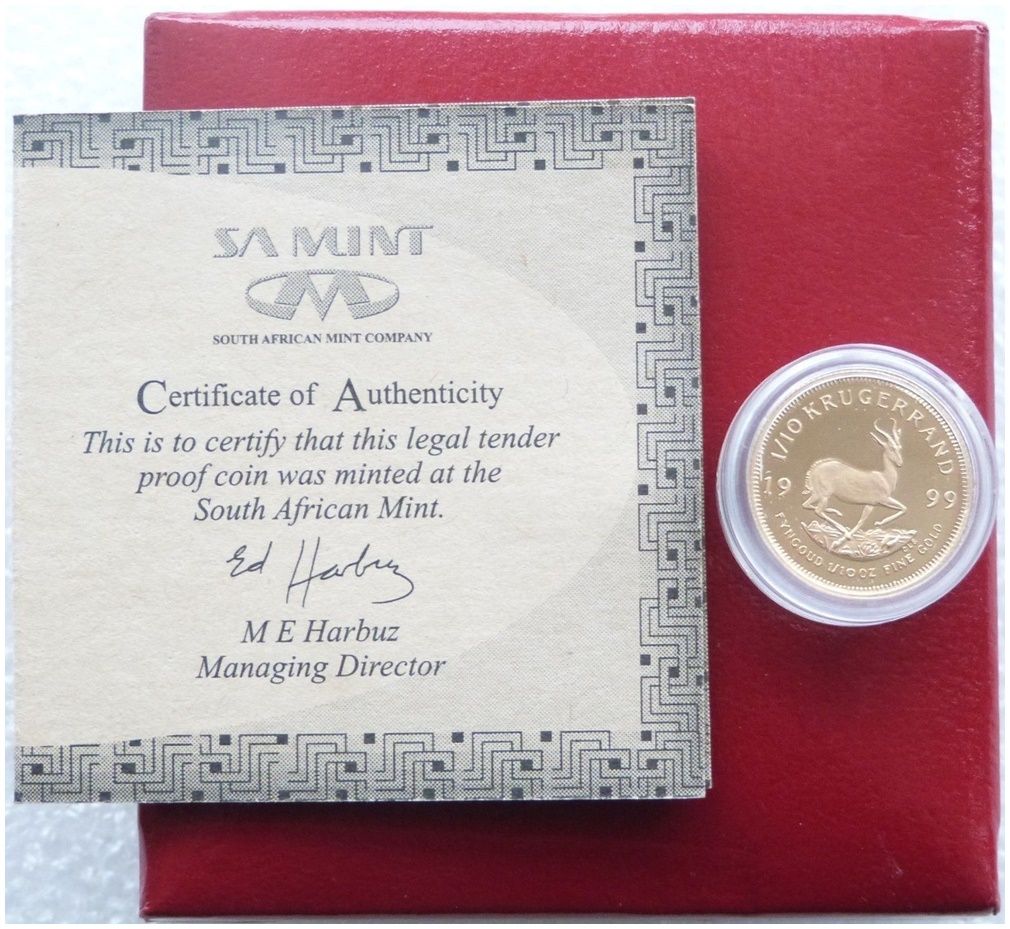 SA MINT
SOUTH AFRICAN MINT COMPANY
Certificate of Authenticity
This is to certify that this legal tender
proof coin was minted at the
South African Mint.
Ed Harbuz
M E Harbuz
Managing Director
1/10 KRUGERRAND
19 99
FYNGOUD 1/10 OZ FINE GOLD